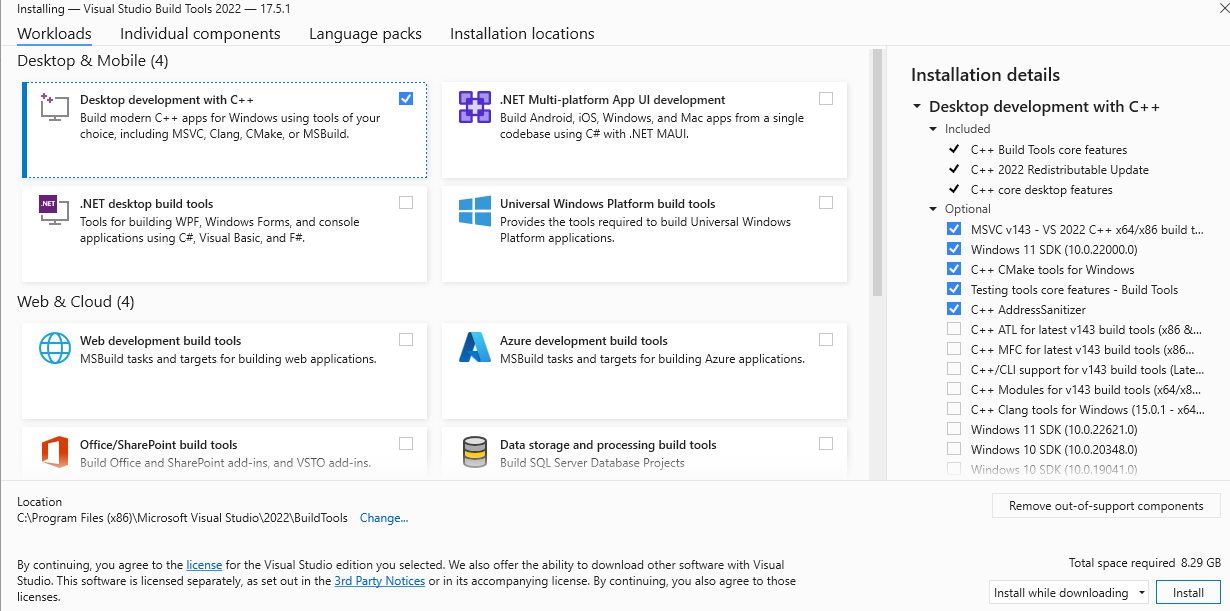 Installing — Visual Studio Build Tools 2022 — 17.5.1
Workloads Individual components Language packs Installation locations
Desktop & Mobile (4)
Desktop development with C++
Build modern C++ apps for Windows using tools of your
choice, including MSVC, Clang, CMake, or MSBuild.
.NET Multi-platform App UI development
Build Android, iOS, Windows, and Mac apps from a single
codebase using C# with .NET MAUI.
.NET
.NET desktop build tools
Tools for building WPF, Windows Forms, and console
applications using C#, Visual Basic, and F#.
Universal Windows Platform build tools
Provides the tools required to build Universal Windows
Platform applications.
Web & Cloud (4)
Web development build tools
MSBuild tasks and targets for building web applications.
Azure development build tools
MSBuild tasks and targets for building Azure applications.
Office/SharePoint build tools
Build Office and SharePoint add-ins, and VSTO add-ins.
Data storage and processing build tools
Build SQL Server Database Projects
Installation details
Desktop development with C++
Included
C++ Build Tools core features
C++ 2022 Redistributable Update
C++ core desktop features
Optional
MSVC v143 - VS 2022 C++ x64/x86 build t...
Windows 11 SDK (10.0.22000.0)
C++ CMake tools for Windows
Testing tools core features - Build Tools
C++ AddressSanitizer
C++ ATL for latest v143 build tools (x86 &...
C++ MFC for latest v143 build tools (x86...
C++/CLI support for v143 build tools (Late...
C++ Modules for v143 build tools (x64/x8...
C++ Clang tools for Windows (15.0.1 - x64...
Windows 11 SDK (10.0.22621.0)
Windows 10 SDK (10.0.20348.0)
Windows 10 SDK (10.0.19041.0)
Location
C:\Program Files (x86)\Microsoft Visual Studio\2022\BuildTools Change...
Remove out-of-support components
By continuing, you agree to the license for the Visual Studio edition you selected. We also offer the ability to download other software with Visual
Studio. This software is licensed separately, as set out in the 3rd Party Notices or in its accompanying license. By continuing, you also agree to those
licenses.
Total space required 8.29 GB
Install while downloading Install